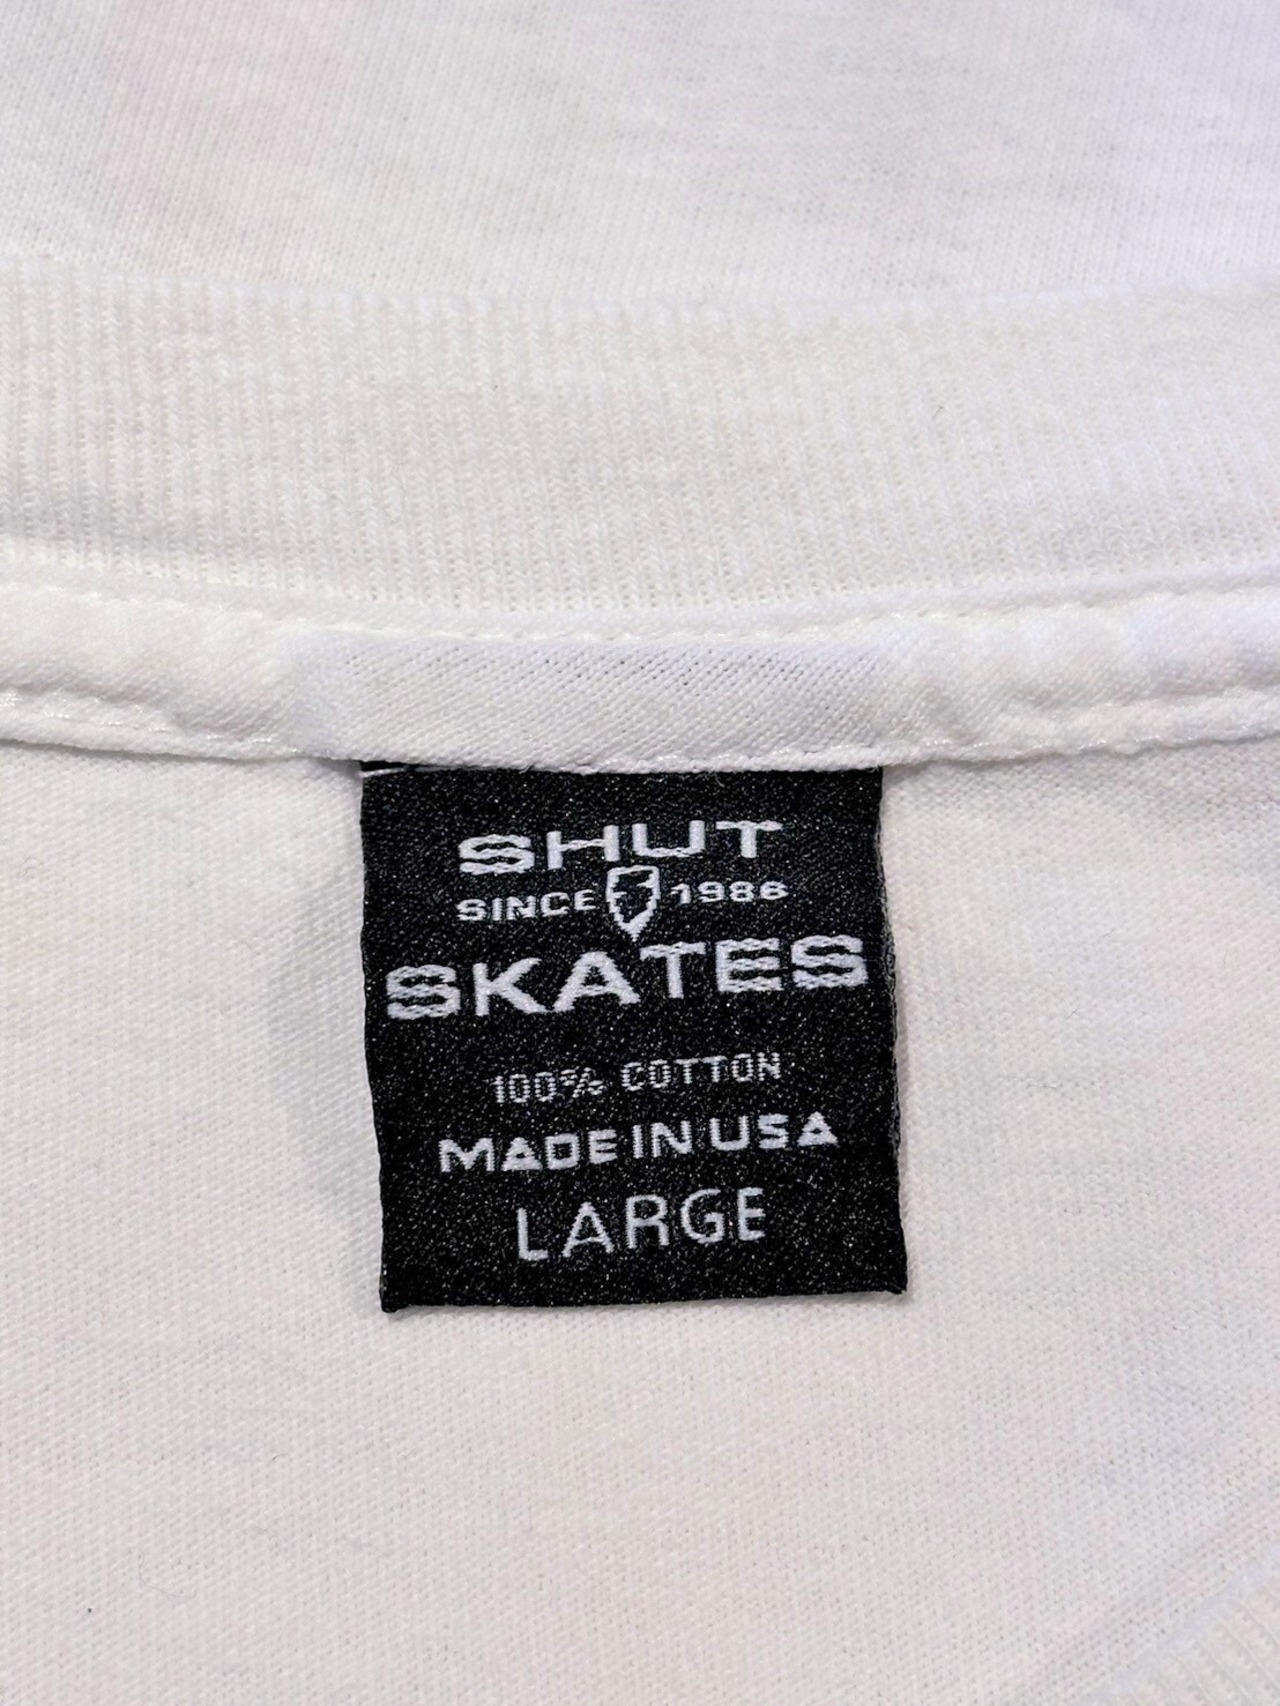 SHUT
SINCE 1986
SKATES
100% COTTON
MADE IN USA
LARGE